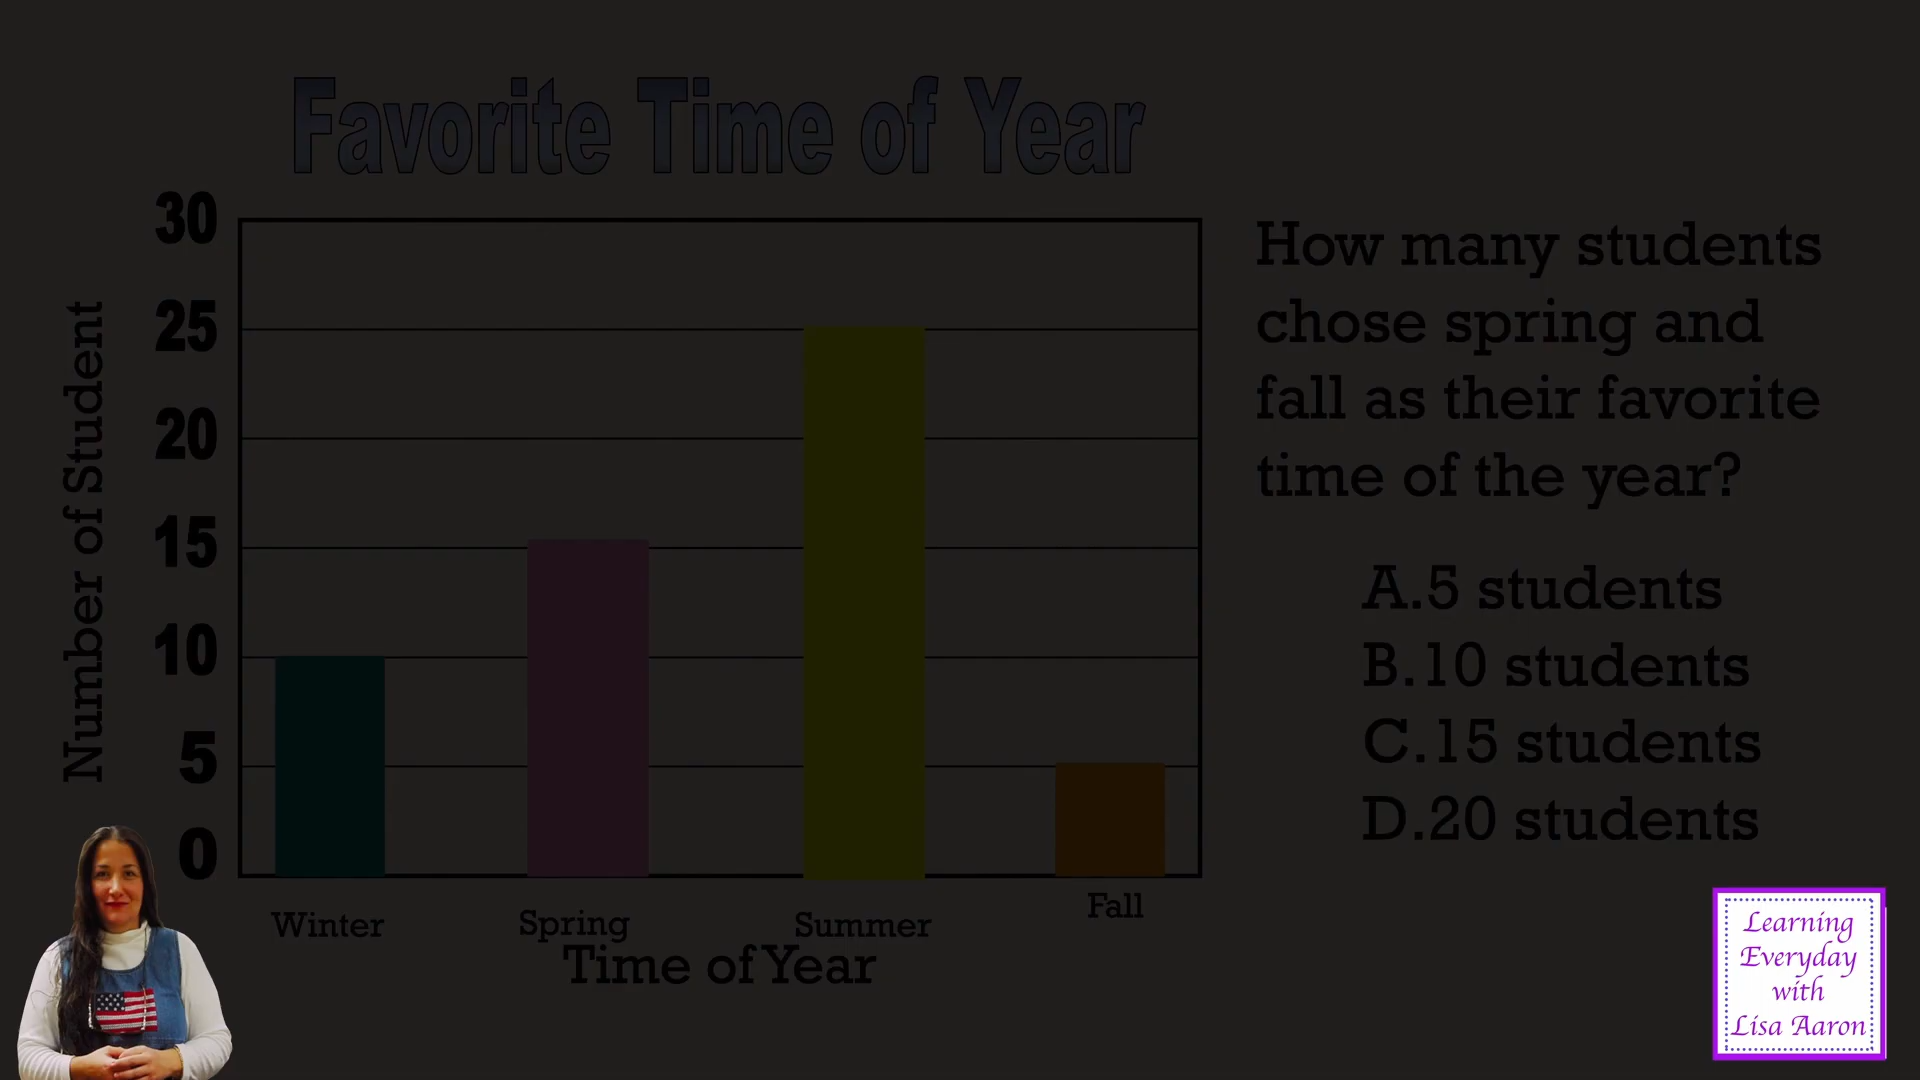 Favorite Time of Year
30
25
20
15
10
5
0
Number of Student
Winter
Spring
Summer
Fall
Time of Year
How many students
chose spring and
fall as their favorite
time of the year?
A.5 students
B.10 students
C.15 students
D.20 students
Learning
Everyday
with
Lisa Aaron